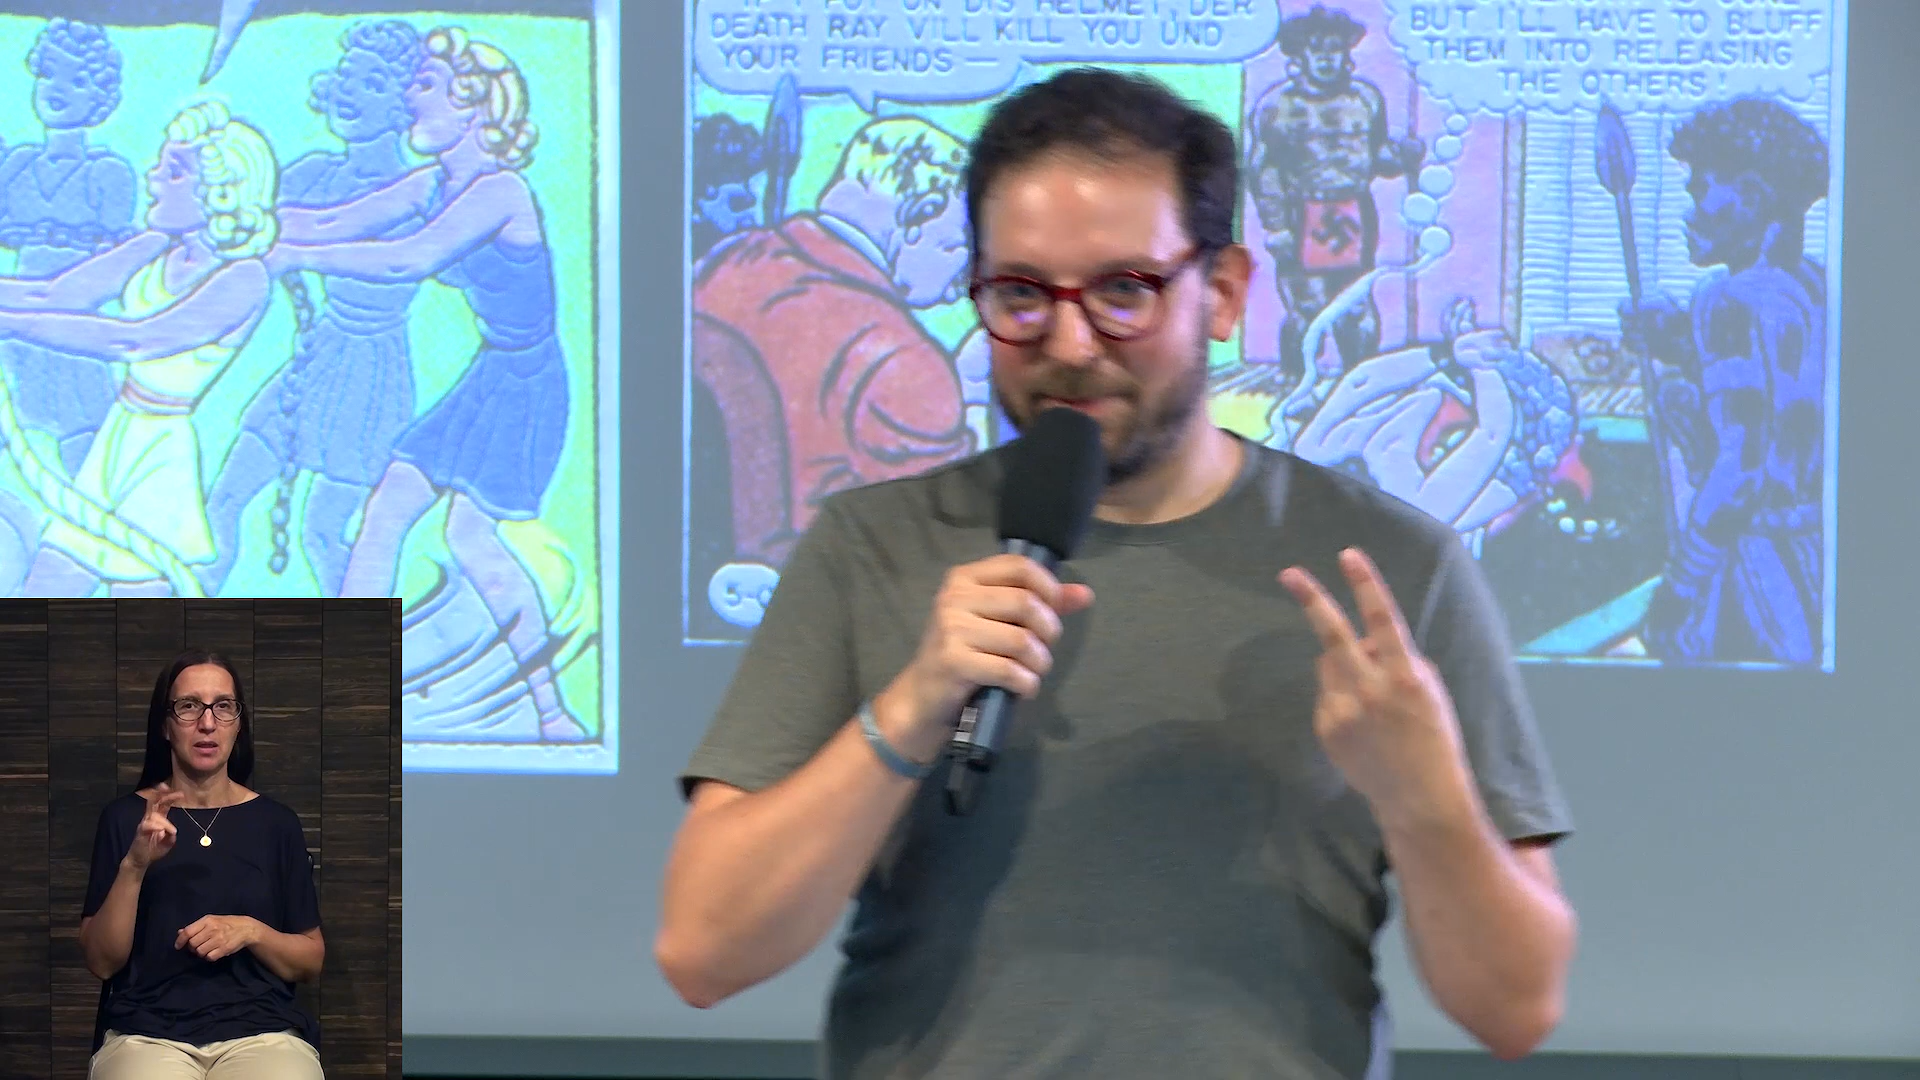 DEATH RAY VILL KILL YOU UND
YOUR FRIENDS —
BUT I'LL HAVE TO BLUFF
THEM INTO RELEASING
THE OTHERS!